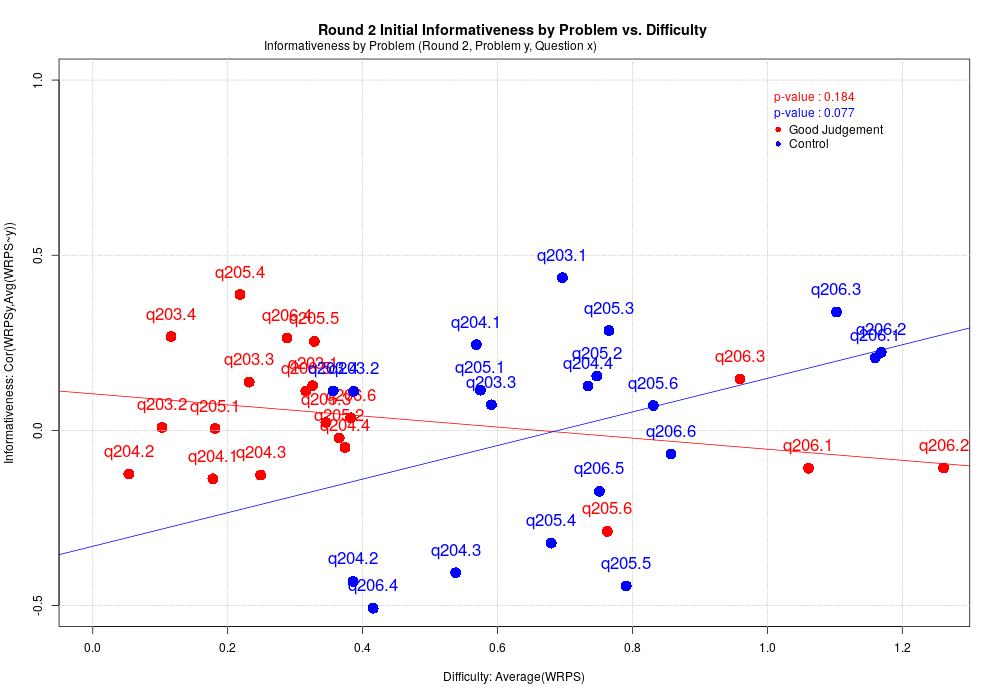 Round 2 Initial Informativeness by Problem vs. Difficulty
Informativeness by Problem (Round 2, Problem y, Question x)
p-value : 0.184
p-value : 0.077
Good Judgement
Control
Informativeness: Cor(WRPSy,Avg(WRPS~y))
1.0
0.5
0.0
-0.5
q203.1
q205.4
q206.3
q203.4
q206.4
q205.5
q204.1
q205.3
q206.2
q206.1
q203.3
q203.1
q203.2
q205.1
q203.3
q205.2
q204.4
q206.3
q205.6
q203.2
q205.1
q205.3
q206.6
q205.2
q204.4
q206.6
q204.2
q204.1
q204.3
q206.5
q206.1
q206.2
q205.6
q205.4
q204.2
q206.4
q204.3
q205.5
0.0
0.2
0.4
0.6
0.8
1.0
1.2
Difficulty: Average(WRPS)